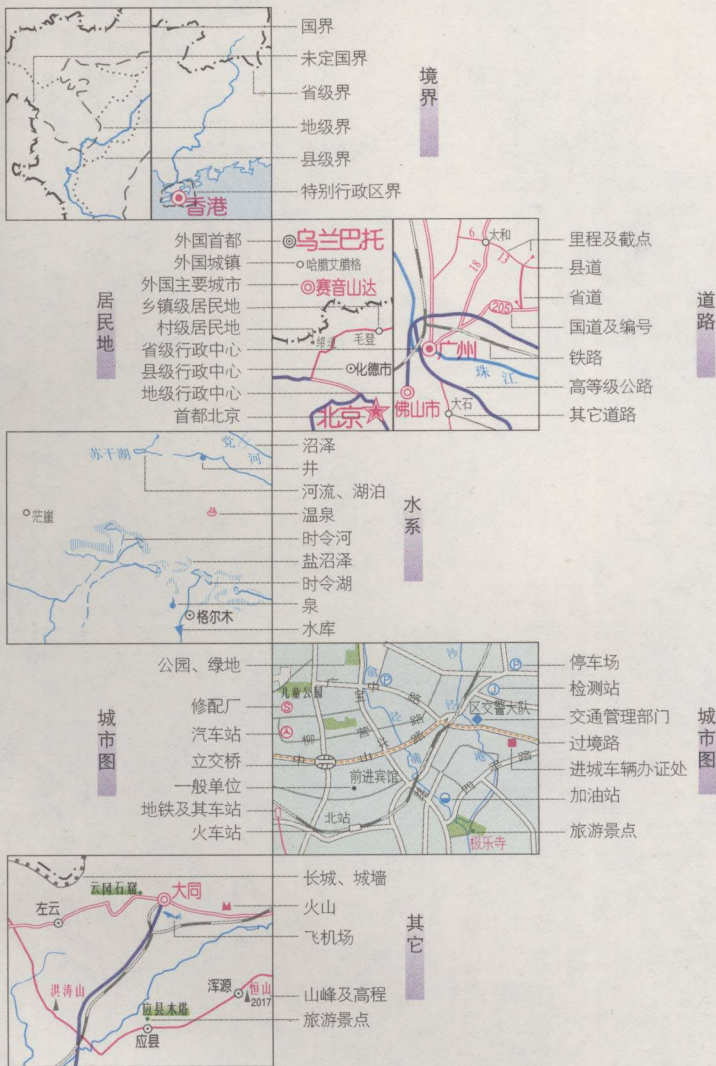 国界
未定国界
省级界
地级界
县级界
特别行政区界
香港
境界
外国首都
外国城镇
外国主要城市
乡镇级居民地
村级居民地
省级行政中心
县级行政中心
地级行政中心
首都北京
居民地
乌兰巴托
哈腊艾腊格
赛音山达
毛登
化德市
北京
6
太和
13
18
205
广州
珠江
佛山市
大石
里程及截点
县道
省道
国道及编号
铁路
高等级公路
其它道路
道路
苏干湖
党河
茫崖
格尔木
沼泽
井
河流、湖泊
温泉
时令河
盐沼泽
时令湖
泉
水库
水系
公园、绿地
修配厂
汽车站
立交桥
一般单位
地铁及其车站
火车站
城市图
儿童公园
区交警大队
前进宾馆
北站
极乐寺
停车场
检测站
交通管理部门
过境路
进城车辆办证处
加油站
旅游景点
城市图
云冈石窟
大同
左云
洪涛山
浑源
恒山
2017
应县木塔
应县
长城、城墙
火山
飞机场
山峰及高程
旅游景点
其它